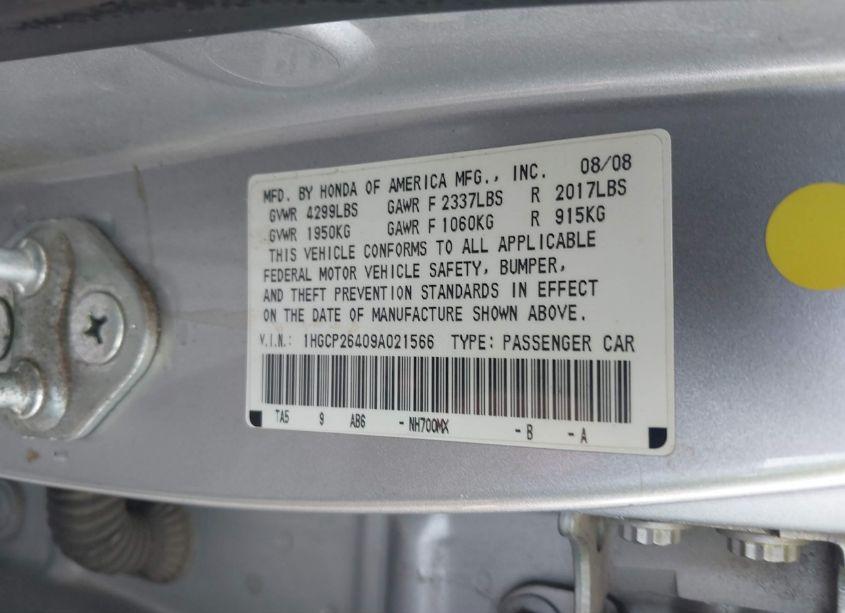 MFD. BY HONDA OF AMERICA MFG., INC. 08/08
GVWR 4299LBS GAWR F 2337LBS R 2017LBS
GVWR 1950KG GAWR F 1060KG R 915KG
THIS VEHICLE CONFORMS TO ALL APPLICABLE
FEDERAL MOTOR VEHICLE SAFETY, BUMPER,
AND THEFT PREVENTION STANDARDS IN EFFECT
ON THE DATE OF MANUFACTURE SHOWN ABOVE.
V.I.N.: 1HGCP26409A021566 TYPE: PASSENGER CAR
TA5 9 AB6 -NH700MX -B -A